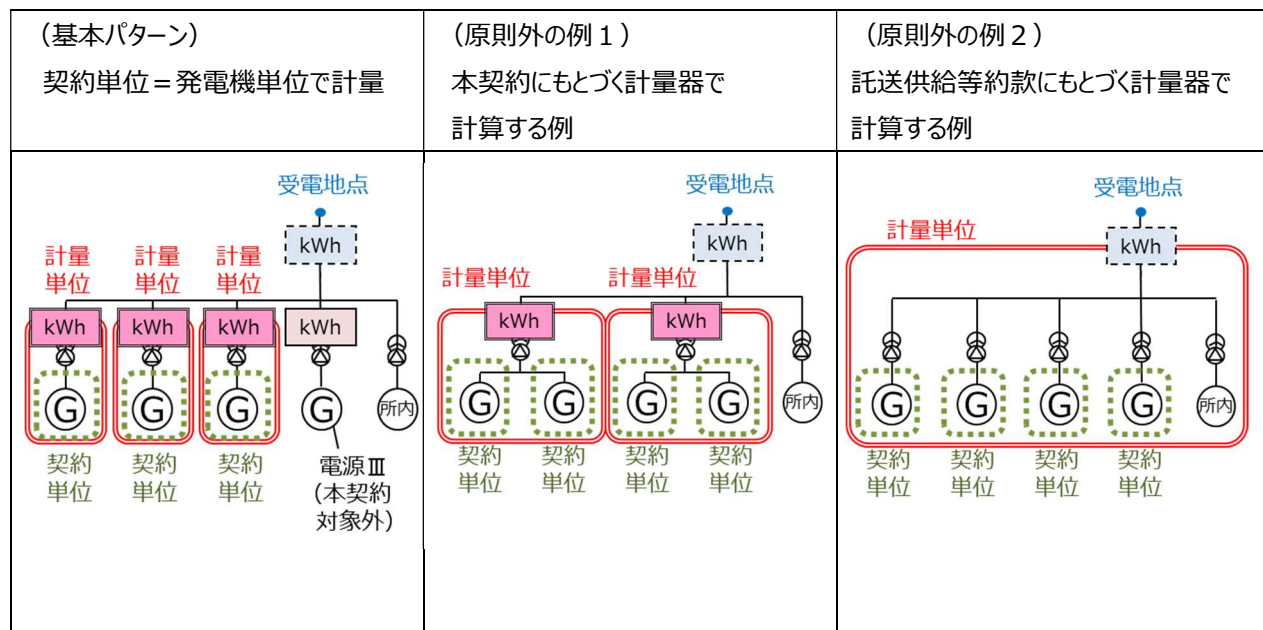 （基本パターン）
契約単位＝発電機単位で計量
（原則外の例１）
本契約にもとづく計量器で
計算する例
（原則外の例２）
託送供給等約款にもとづく計量器で
計算する例
受電地点
kWh
計量
単位
計量
単位
計量
単位
kWh
kWh
kWh
kWh
G
G
G
G
所内
契約
単位
契約
単位
契約
単位
電源Ⅲ
（本契約
対象外）
受電地点
kWh
計量単位
計量単位
kWh
kWh
G
G
G
G
所内
契約
単位
契約
単位
契約
単位
契約
単位
受電地点
計量単位
kWh
G
G
G
G
所内
契約
単位
契約
単位
契約
単位
契約
単位